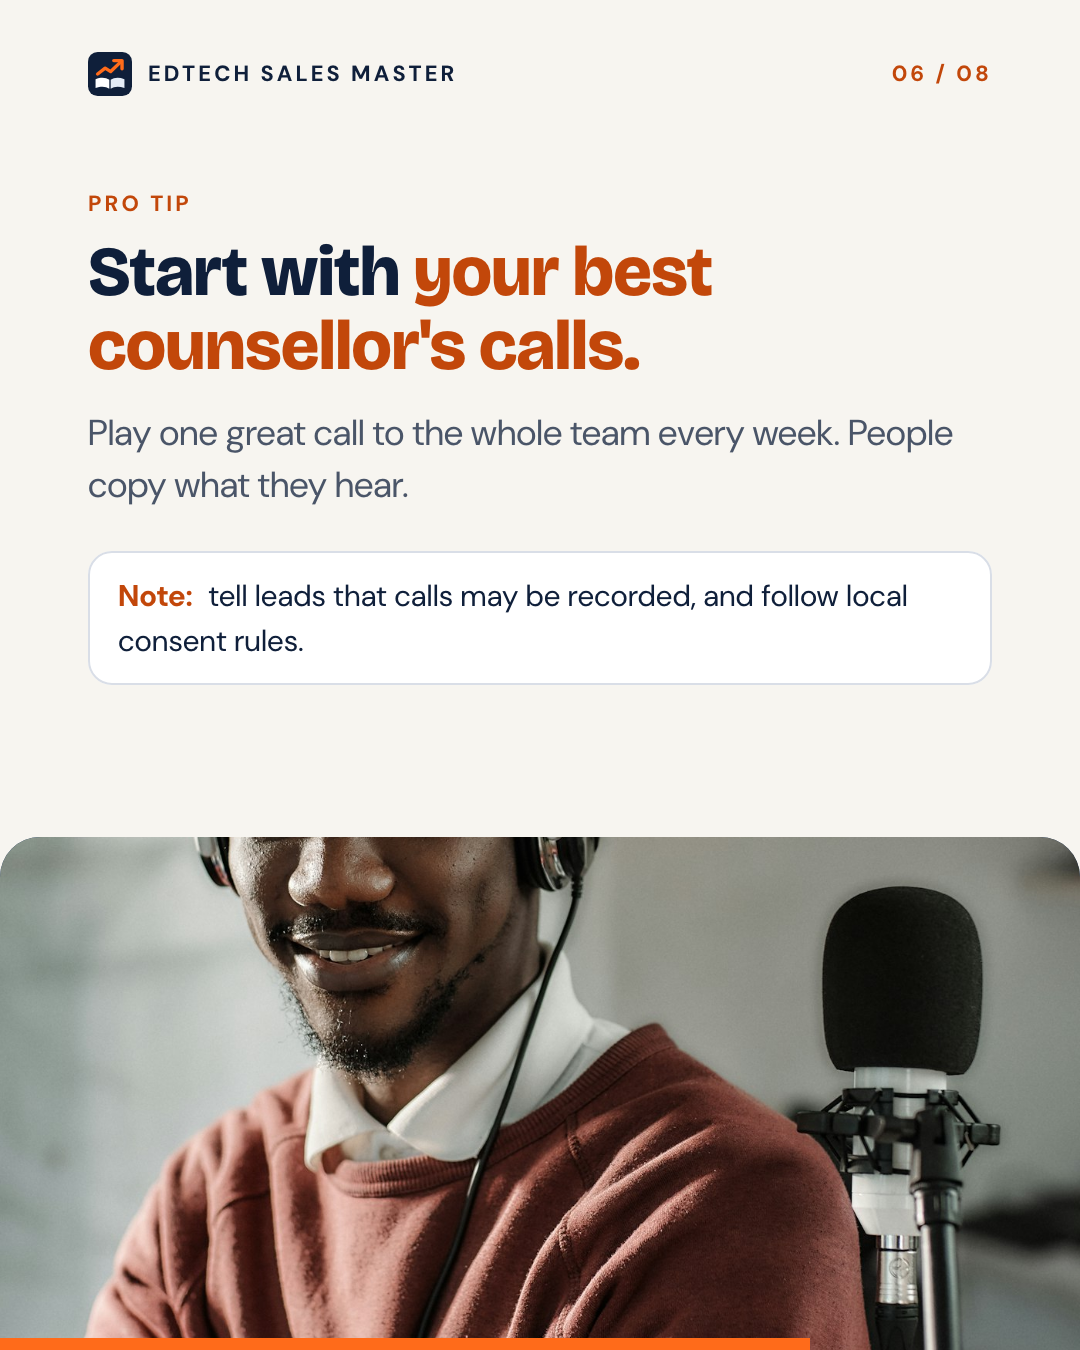 EDTECH SALES MASTER
06 / 08
PRO TIP
Start with your best
counsellor's calls.
Play one great call to the whole team every week. People
copy what they hear.
Note: tell leads that calls may be recorded, and follow local
consent rules.